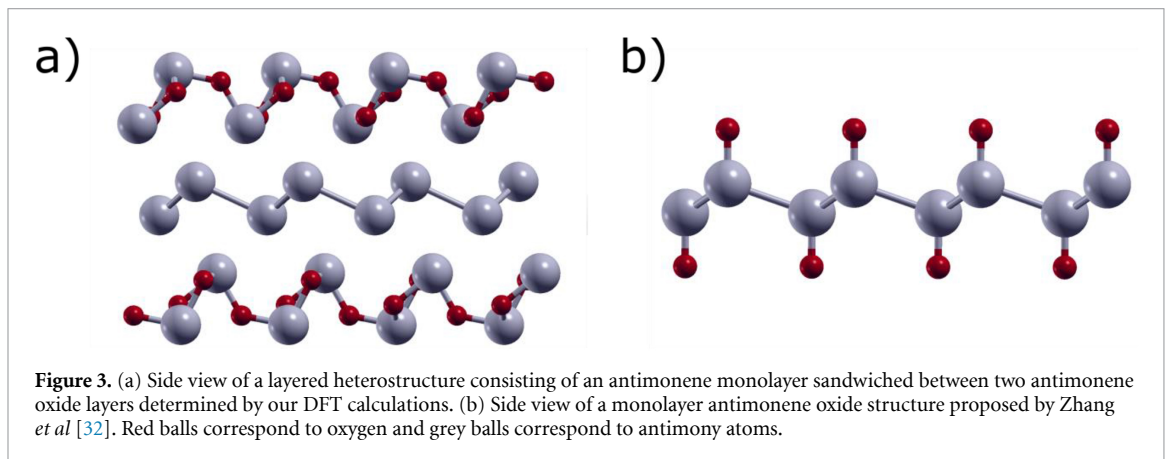 a)
b)
Figure 3. (a) Side view of a layered heterostructure consisting of an antimonene monolayer sandwiched between two antimonene
oxide layers determined by our DFT calculations. (b) Side view of a monolayer antimonene oxide structure proposed by Zhang
et al [32]. Red balls correspond to oxygen and grey balls correspond to antimony atoms.